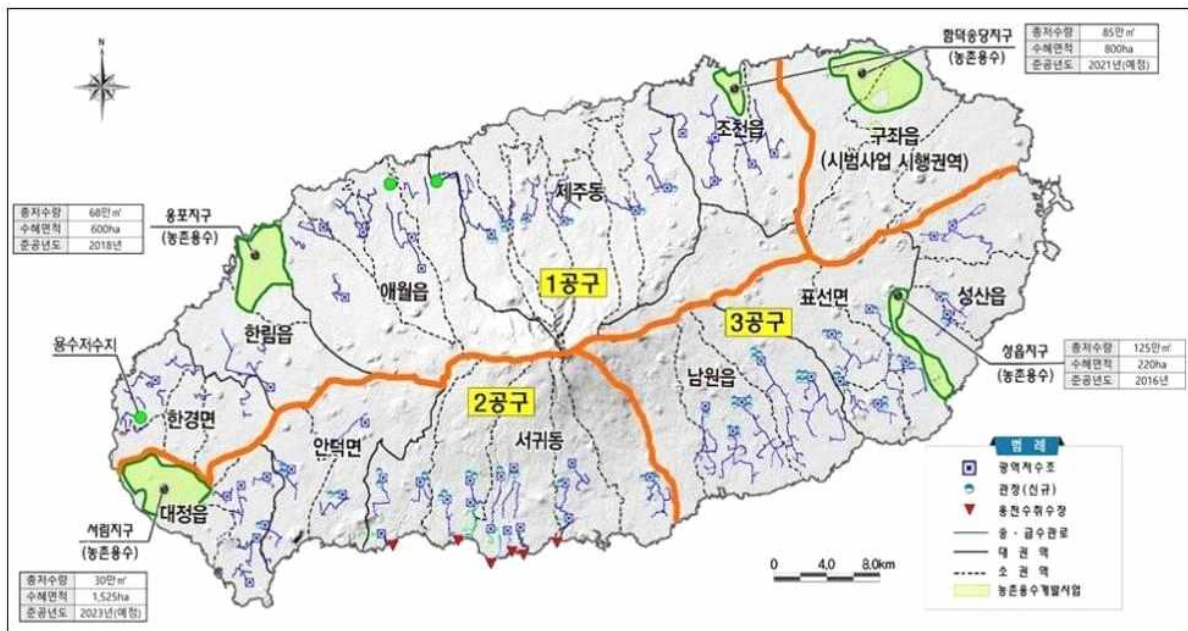 N
함덕송당지구
(농촌용수)
총저수량 85만㎥
수혜면적 800ha
준공년도 2021년(예정)
조천읍
구좌읍
(시범사업 시행권역)
제주동
총저수량 68만㎥
수혜면적 600ha
준공년도 2018년
옹포지구
(농촌용수)
애월읍
1공구
한림읍
표선면
성산읍
3공구
용수저수지
성읍지구
(농촌용수)
총저수량 125만㎥
수혜면적 220ha
준공년도 2016년
남원읍
2공구
한경면
안덕면
서귀동
대정읍
서림지구
(농촌용수)
총저수량 30만㎥
수혜면적 1,525ha
준공년도 2023년(예정)
0 4.0 8.0km
범 례
광역저수조
관정(신규)
용천수취수장
송·급수관로
대 권 역
소 권 역
농촌용수개발사업